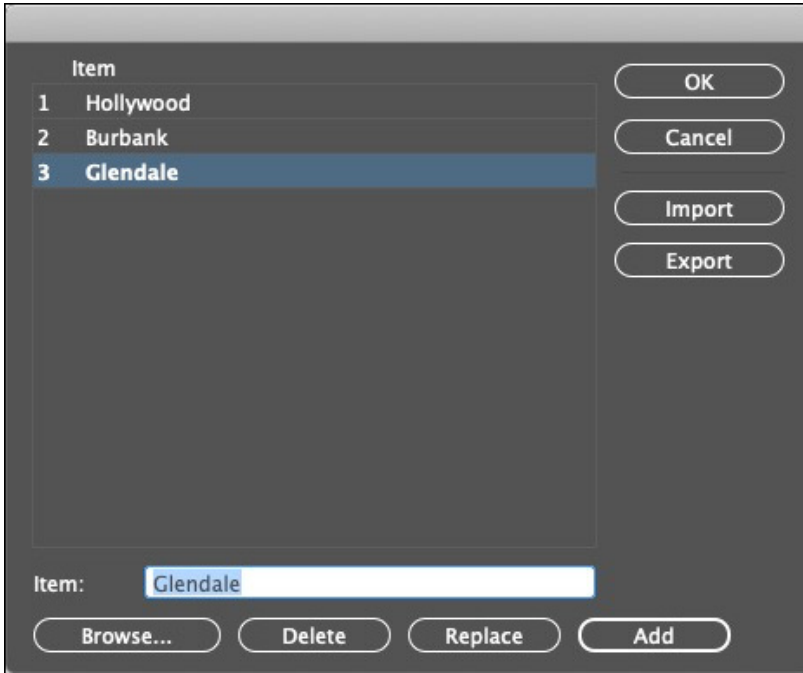 Item
1 Hollywood
2 Burbank
3 Glendale
OK
Cancel
Import
Export
Item: Glendale
Browse... Delete Replace Add